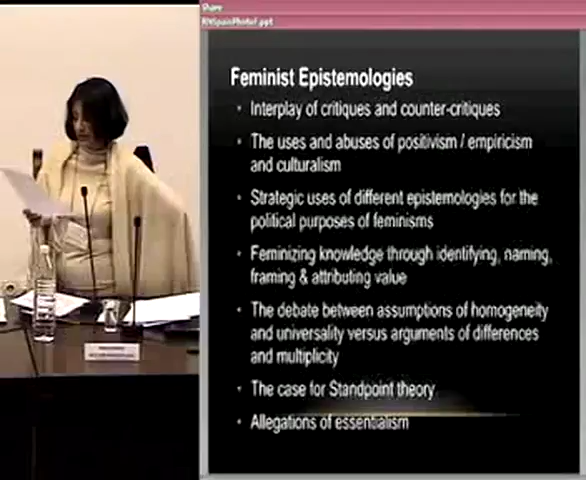 Share
Feminist Epistemologies
Interplay of critiques and counter-critiques
The uses and abuses of positivism / empiricism
and culturalism
Strategic uses of different epistemologies for the
political purposes of feminisms
Feminizing knowledge through identifying, naming,
framing & attributing value
The debate between assumptions of homogeneity
and universality versus arguments of differences
and multiplicity
The case for Standpoint theory
Allegations of essentialism